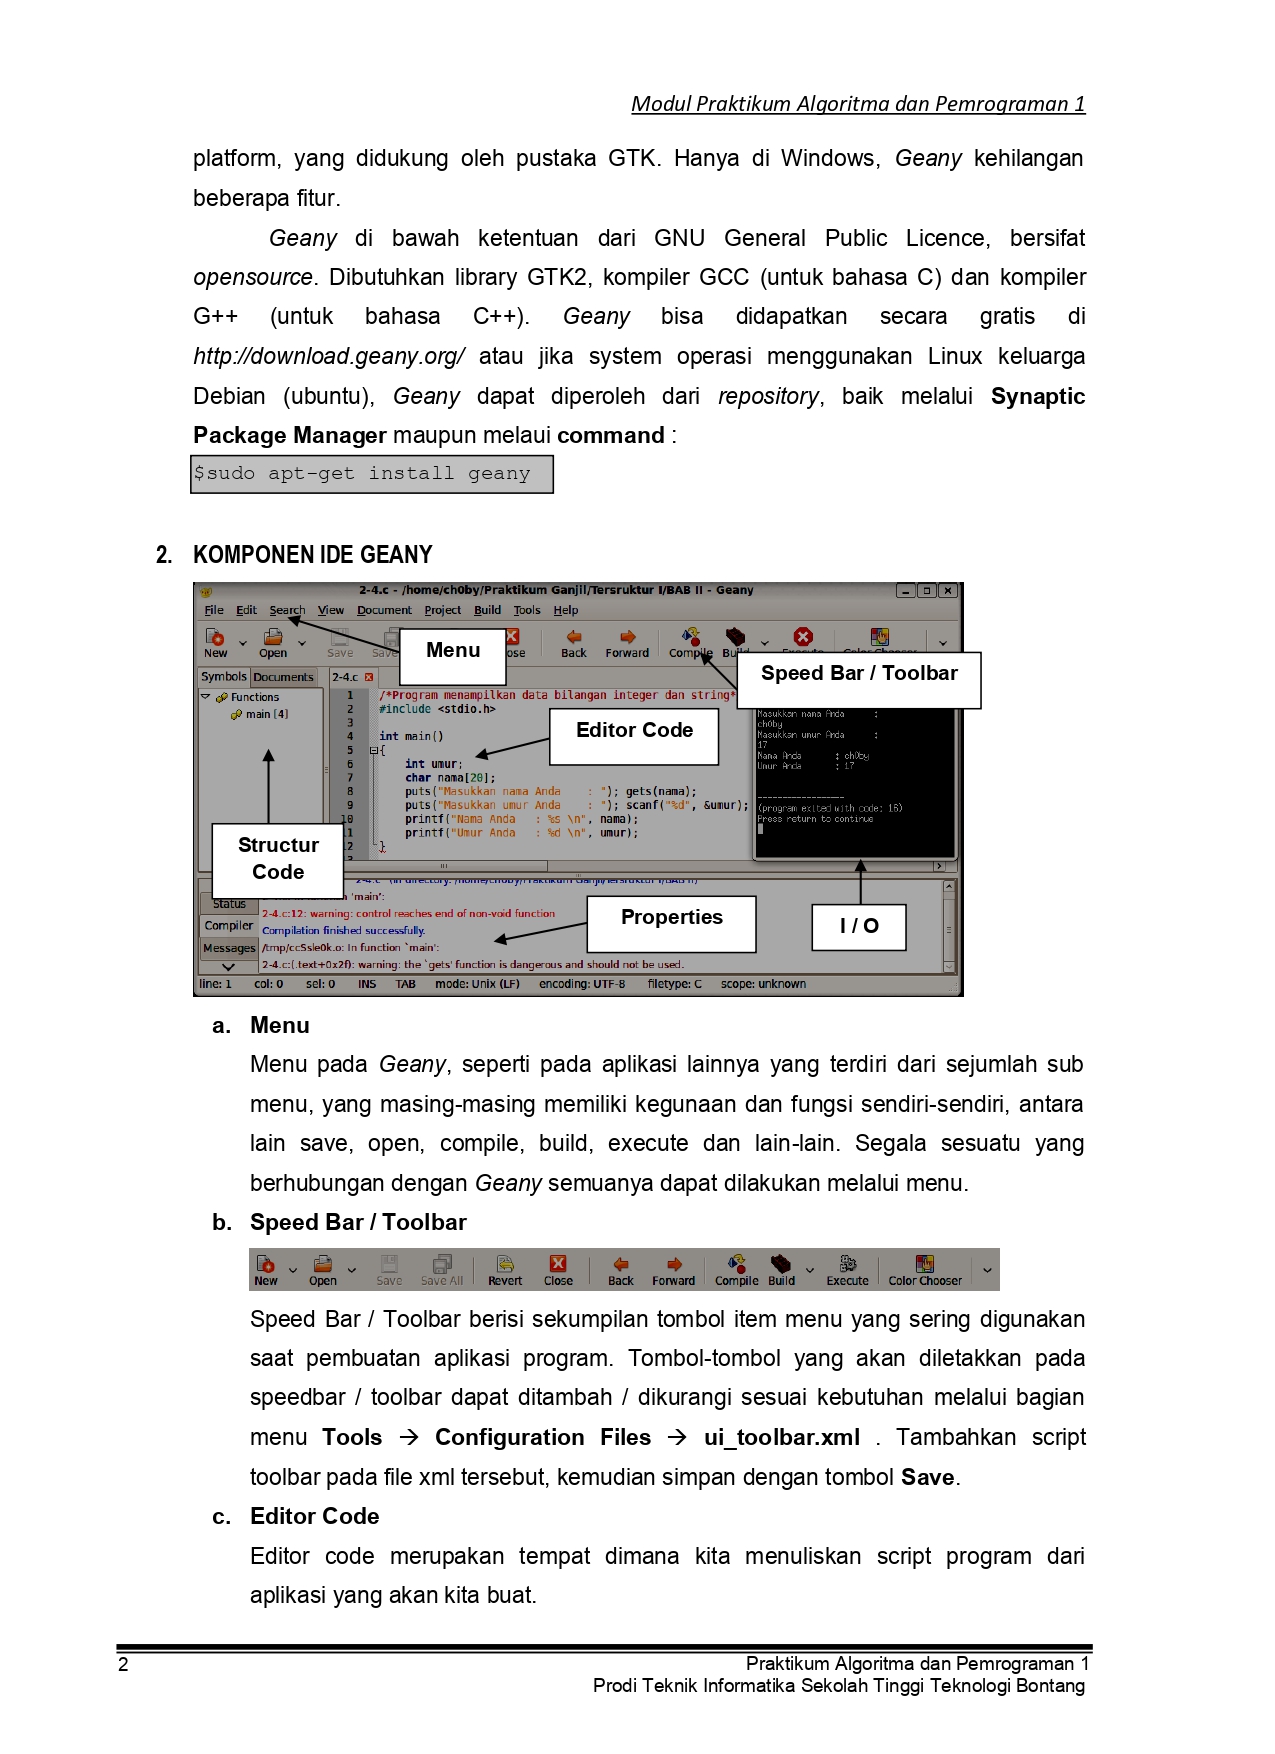 Modul Praktikum Algoritma dan Pemrograman 1
platform, yang didukung oleh pustaka GTK. Hanya di Windows, Geany kehilangan
beberapa fitur.
Geany di bawah ketentuan dari GNU General Public Licence, bersifat
opensource. Dibutuhkan library GTK2, kompiler GCC (untuk bahasa C) dan kompiler
G++ (untuk bahasa C++). Geany bisa didapatkan secara gratis di
http://download.geany.org/ atau jika system operasi menggunakan Linux keluarga
Debian (ubuntu), Geany dapat diperoleh dari repository, baik melalui Synaptic
Package Manager maupun melaui command :
$sudo apt-get install geany
2. KOMPONEN IDE GEANY
2-4.c - /home/ch0by/Praktikum Ganjil/Tersruktur I/BAB II - Geany
File Edit Search View Document Project Build Tools Help
New Open Save Back Forward Compile
Menu
Speed Bar / Toolbar
Symbols Documents 2-4.c
Functions
main [4]
1 /*Program menampilkan data bilangan integer dan string*
2 #include <stdio.h>
3
4 int main()
5 {
6 int umur;
7 char nama[20];
8 puts("Masukkan nama Anda : "); gets(nama);
9 puts("Masukkan umur Anda : "); scanf("%d", &umur);
10 printf("Nama Anda : %s \n", nama);
11 printf("Umur Anda : %d \n", umur);
12 }
Editor Code
Masukkan nama Anda :
ch0by
Masukkan umur Anda :
17
Nama Anda : ch0by
Umur Anda : 17
------------------
(program exited with code: 16)
Press return to continue
Structur
Code
Status
Compiler
Messages
'main':
2-4.c:12: warning: control reaches end of non-void function
Compilation finished successfully.
/tmp/ccSsle0k.o: In function `main':
2-4.c:(.text+0x2f): warning: the `gets' function is dangerous and should not be used.
Properties
I / O
line: 1 col: 0 sel: 0 INS TAB mode: Unix (LF) encoding: UTF-8 filetype: C scope: unknown
a. Menu
Menu pada Geany, seperti pada aplikasi lainnya yang terdiri dari sejumlah sub
menu, yang masing-masing memiliki kegunaan dan fungsi sendiri-sendiri, antara
lain save, open, compile, build, execute dan lain-lain. Segala sesuatu yang
berhubungan dengan Geany semuanya dapat dilakukan melalui menu.
b. Speed Bar / Toolbar
New Open Save Save All Revert Close Back Forward Compile Build Execute Color Chooser
Speed Bar / Toolbar berisi sekumpilan tombol item menu yang sering digunakan
saat pembuatan aplikasi program. Tombol-tombol yang akan diletakkan pada
speedbar / toolbar dapat ditambah / dikurangi sesuai kebutuhan melalui bagian
menu Tools → Configuration Files → ui_toolbar.xml . Tambahkan script
toolbar pada file xml tersebut, kemudian simpan dengan tombol Save.
c. Editor Code
Editor code merupakan tempat dimana kita menuliskan script program dari
aplikasi yang akan kita buat.
2 Praktikum Algoritma dan Pemrograman 1
Prodi Teknik Informatika Sekolah Tinggi Teknologi Bontang